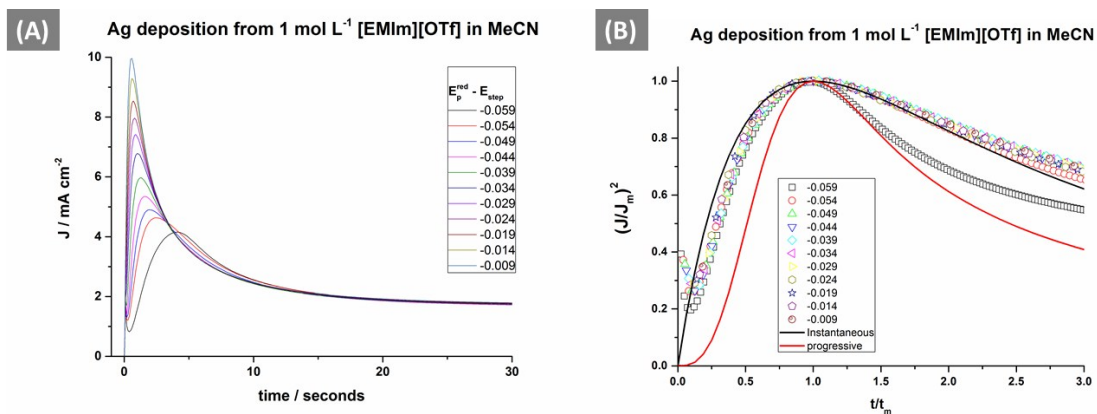 (A)
Ag deposition from 1 mol L⁻¹ [EMIm][OTf] in MeCN
J / mA cm⁻²
10
8
6
4
2
0
0 10 20 30
time / seconds
E_p^red - E_step
-0.059
-0.054
-0.049
-0.044
-0.039
-0.034
-0.029
-0.024
-0.019
-0.014
-0.009
(B)
Ag deposition from 1 mol L⁻¹ [EMIm][OTf] in MeCN
(J/J_m)²
1.0
0.8
0.6
0.4
0.2
0.0
0.0 0.5 1.0 1.5 2.0 2.5 3.0
t/t_m
-0.059
-0.054
-0.049
-0.044
-0.039
-0.034
-0.029
-0.024
-0.019
-0.014
-0.009
Instantaneous
progressive